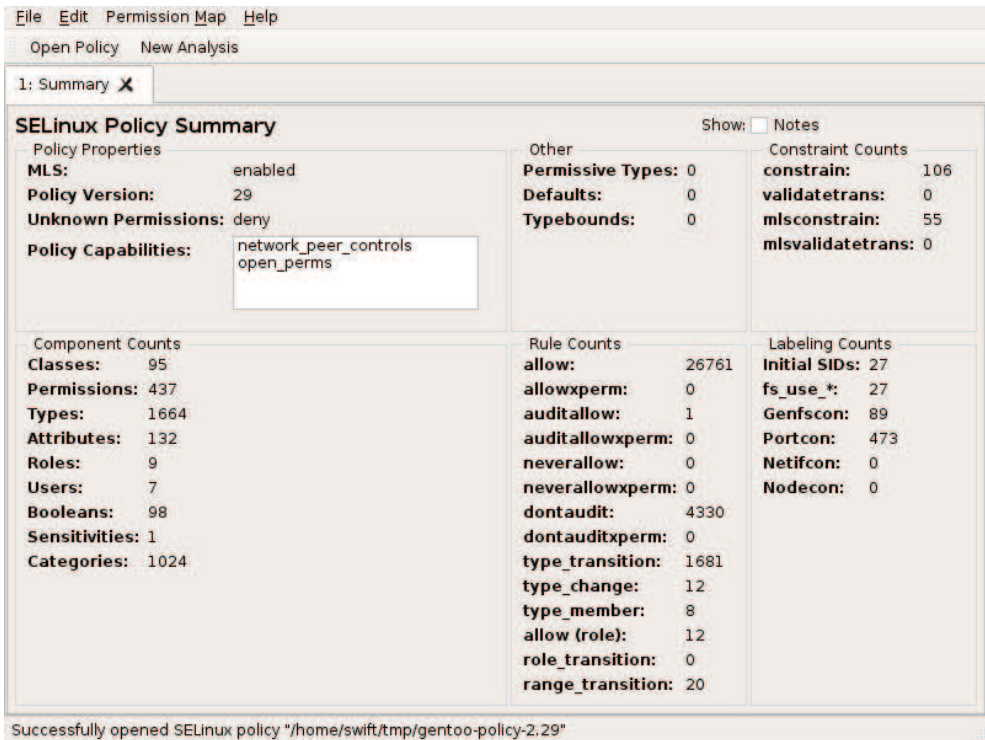 File Edit Permission Map Help
Open Policy New Analysis
1: Summary X
SELinux Policy Summary
Show: Notes
Policy Properties
MLS: enabled
Policy Version: 29
Unknown Permissions: deny
Policy Capabilities: network_peer_controls
open_perms
Other
Permissive Types: 0
Defaults: 0
Typebounds: 0
Constraint Counts
constrain: 106
validatetrans: 0
mlsconstrain: 55
mlsvalidatetrans: 0
Component Counts
Classes: 95
Permissions: 437
Types: 1664
Attributes: 132
Roles: 9
Users: 7
Booleans: 98
Sensitivities: 1
Categories: 1024
Rule Counts
allow: 26761
allowxperm: 0
auditallow: 1
auditallowxperm: 0
neverallow: 0
neverallowxperm: 0
dontaudit: 4330
dontauditxperm: 0
type_transition: 1681
type_change: 12
type_member: 8
allow (role): 12
role_transition: 0
range_transition: 20
Labeling Counts
Initial SIDs: 27
fs_use_*: 27
Genfscon: 89
Portcon: 473
Netifcon: 0
Nodecon: 0
Successfully opened SELinux policy "/home/swift/tmp/gentoo-policy-2.29"